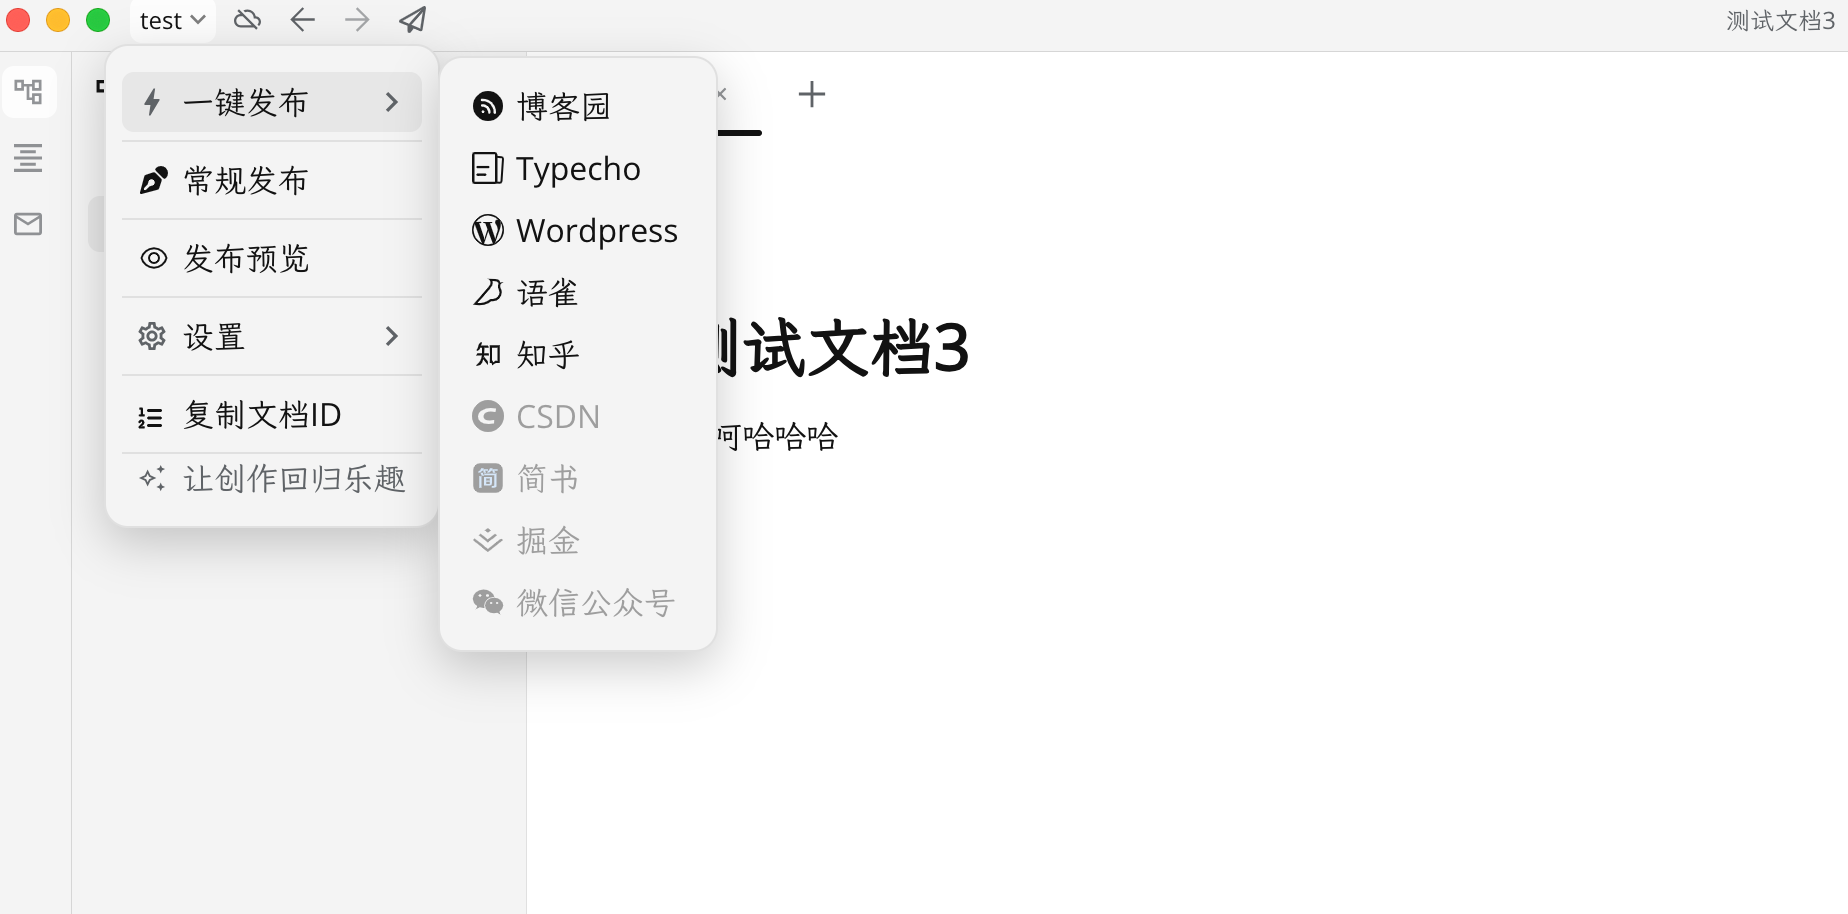 test
测试文档3
一键发布
常规发布
发布预览
设置
复制文档ID
让创作回归乐趣
博客园
Typecho
Wordpress
语雀
知 知乎
CSDN
简 简书
掘金
微信公众号
试文档3
哈哈哈